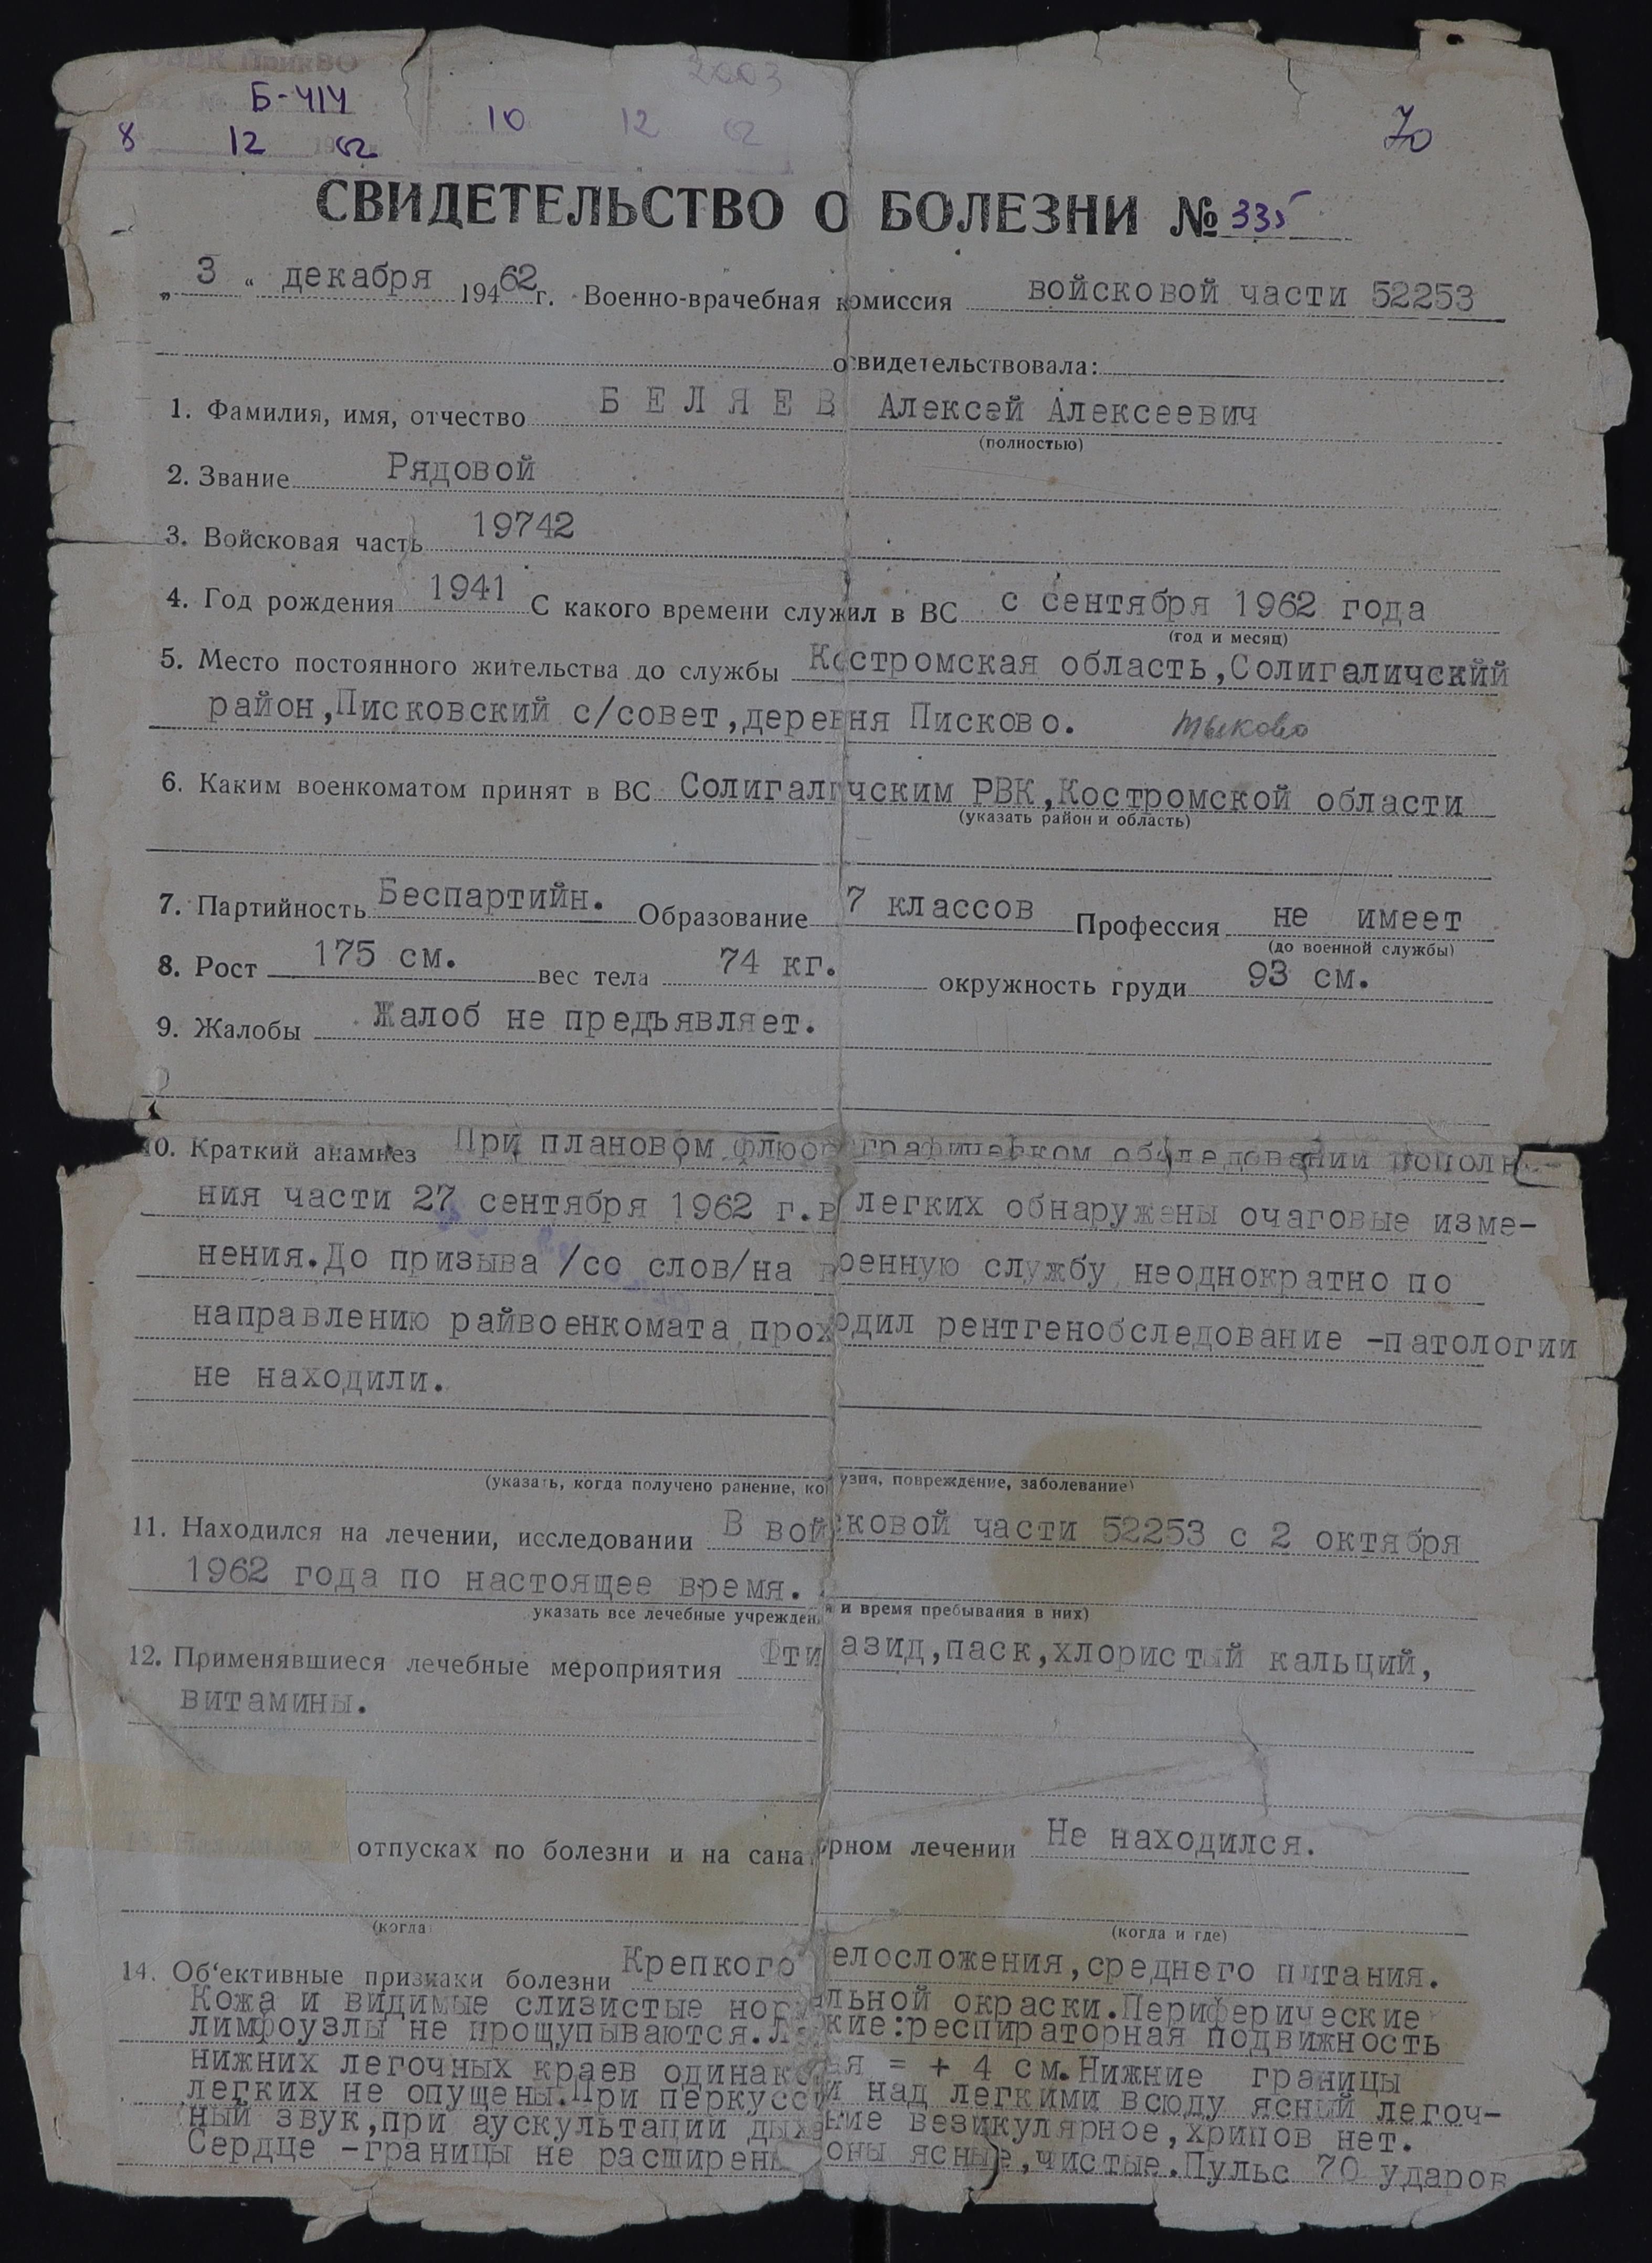 ПрикВО
Б-414
8 12 1962
10 12 62
70
СВИДЕТЕЛЬСТВО О БОЛЕЗНИ № 335
„ 3 “ декабря 19462г. Военно-врачебная комиссия войсковой части 52253
освидетельствовала:
1. Фамилия, имя, отчество Б Е Л Я Е В Алексей Алексеевич
(полностью)
2. Звание Рядовой
3. Войсковая часть 19742
4. Год рождения 1941 С какого времени служил в ВС с сентября 1962 года
(год и месяц)
5. Место постоянного жительства до службы Костромская область,Солигаличский
район,Писковский с/совет,деревня Писково. Тыково
6. Каким военкоматом принят в ВС Солигаличским РВК,Костромской области
(указать район и область)
7. Партийность Беспартийн. Образование 7 классов Профессия не имеет
(до военной службы)
8. Рост 175 см. вес тела 74 кг. окружность груди 93 см.
9. Жалобы Жалоб не предъявляет.
10. Краткий анамнез При плановом флюорографическом обследовании пополне-
ния части 27 сентября 1962 г.в легких обнаружены очаговые изме-
нения.До призыва /со слов/на военную службу неоднократно по
направлению райвоенкомата проходил рентгенобследование -патологии
не находили.
(указать, когда получено ранение, контузия, повреждение, заболевание)
11. Находился на лечении, исследовании В войсковой части 52253 с 2 октября
1962 года по настоящее время.
указать все лечебные учреждения и время пребывания в них)
12. Применявшиеся лечебные мероприятия Фтивазид,паск,хлористый кальций,
витамины.
13. Находился в отпусках по болезни и на санаторном лечении Не находился.
(когда (когда и где)
14. Об‘ективные признаки болезни Крепкого телосложения,среднего питания.
Кожа и видимые слизистые нормальной окраски.Периферические
лимфоузлы не прощупываются.Легкие:респираторная подвижность
нижних легочных краев одинаковая = + 4 см.Нижние границы
легких не опущены.При перкуссии над легкими всюду ясный легоч-
ный звук,при аускультации дыхание везикулярное,хрипов нет.
Сердце -границы не расширены тоны ясные,чистые.Пульс 70 ударов